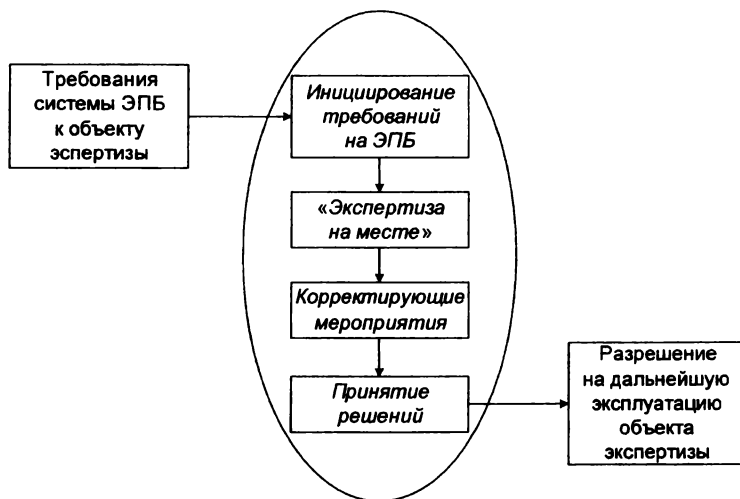 Требования
системы ЭПБ
к объекту
эспертизы
Инициирование
требований
на ЭПБ
«Экспертиза
на месте»
Корректирующие
мероприятия
Принятие
решений
Разрешение
на дальнейшую
эксплуатацию
объекта
экспертизы